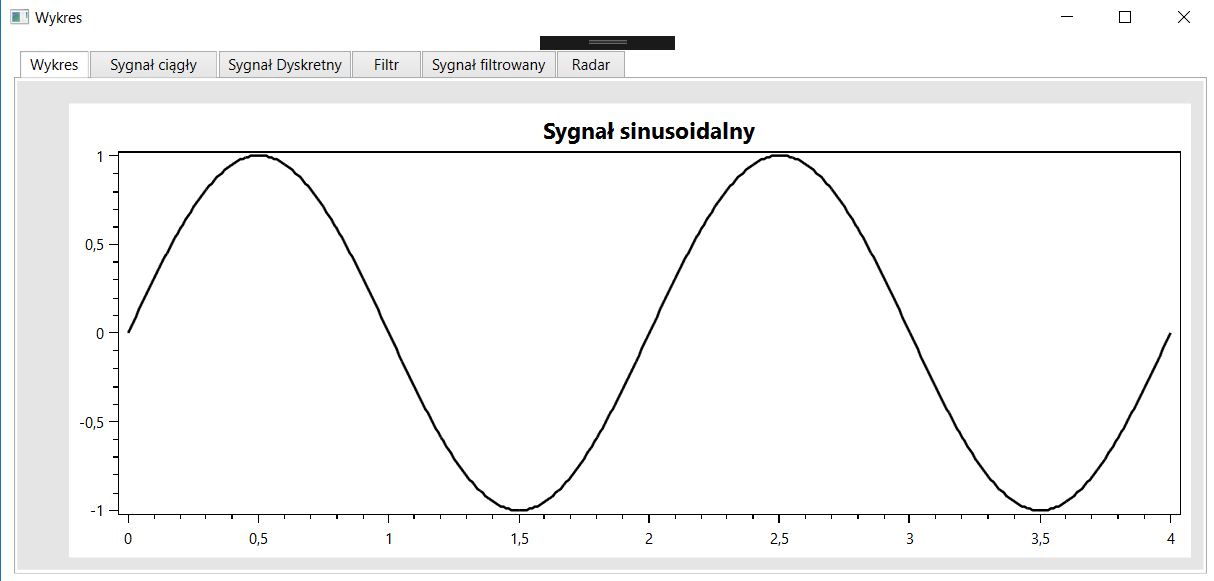 Wykres
Wykres Sygnał ciągły Sygnał Dyskretny Filtr Sygnał filtrowany Radar
Sygnał sinusoidalny
1
0,5
0
-0,5
-1
0 0,5 1 1,5 2 2,5 3 3,5 4